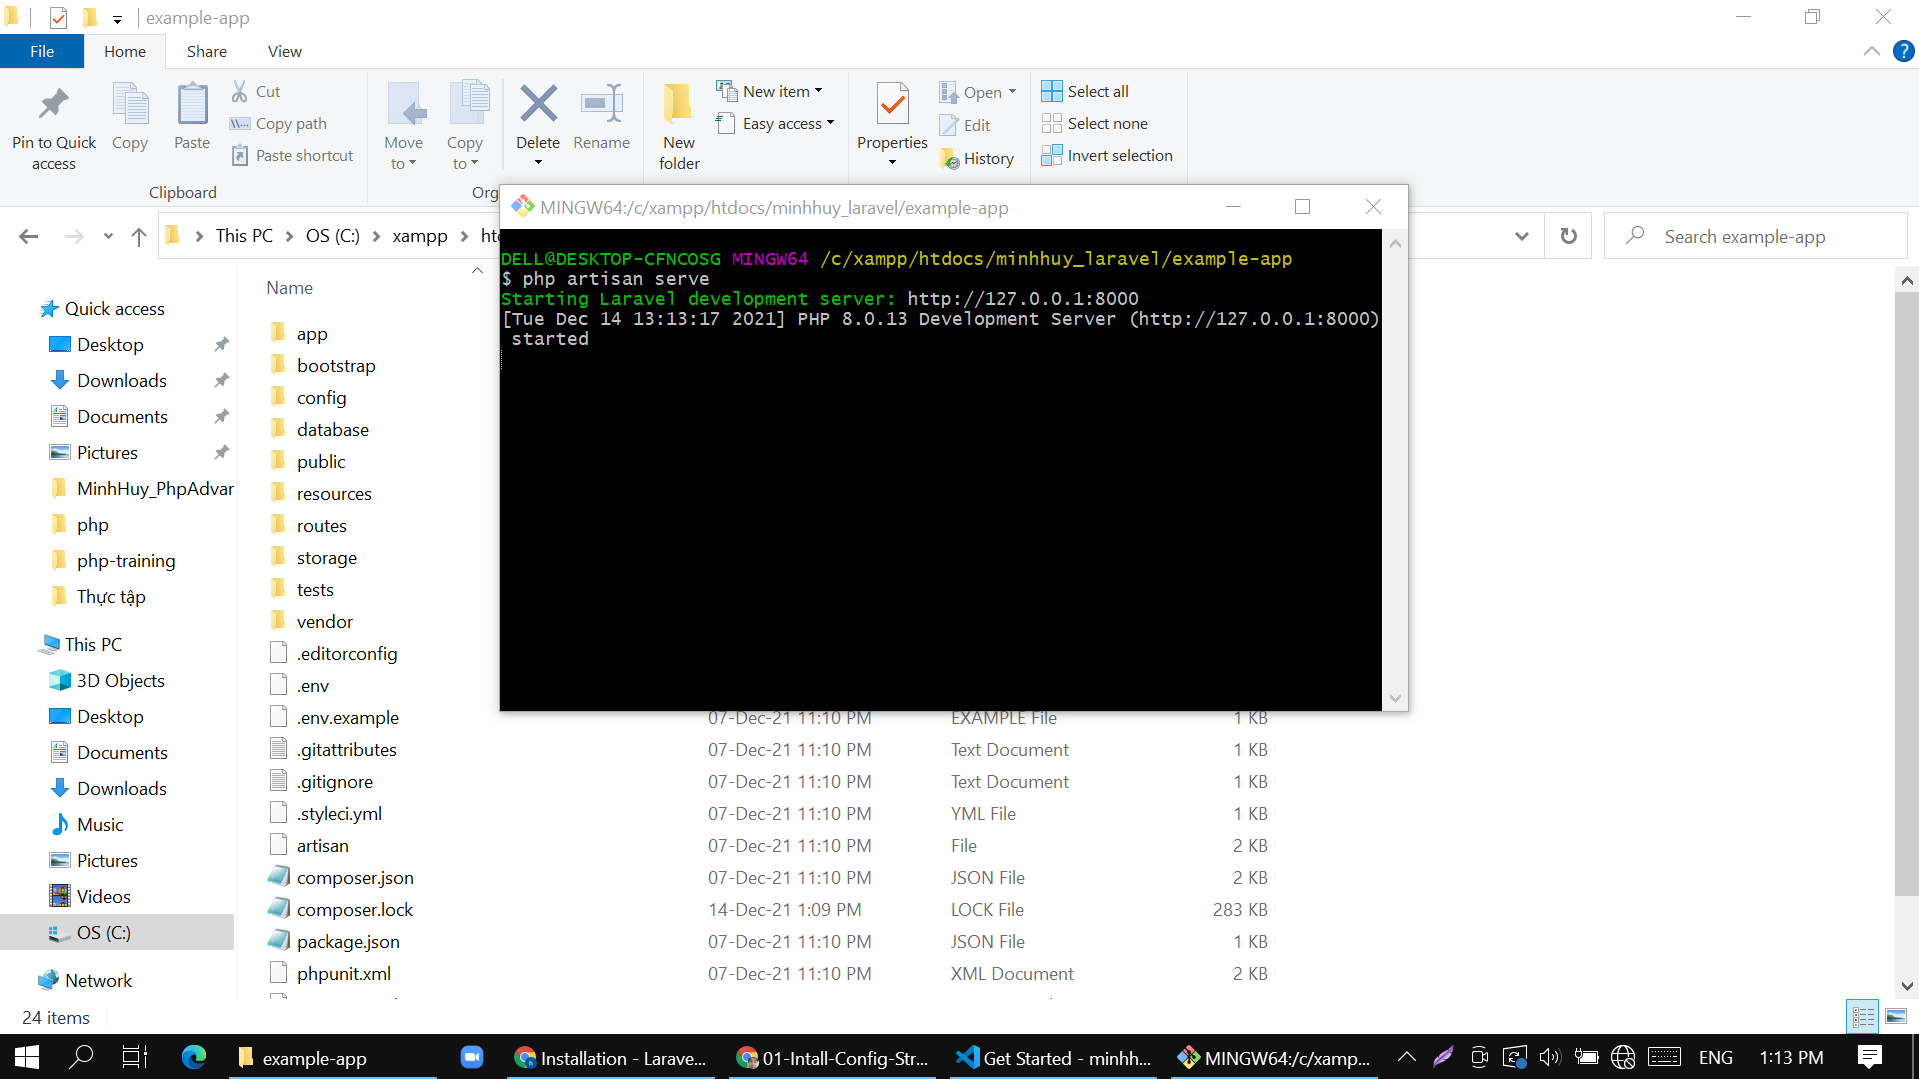 example-app
File
Home
Share
View
Pin to Quick access
Copy
Paste
Cut
Copy path
Paste shortcut
Clipboard
Move to
Copy to
Delete
Rename
Org
New folder
New item
Easy access
Properties
Open
Edit
History
Select all
Select none
Invert selection
This PC
OS (C:)
xampp
Search example-app
MINGW64:/c/xampp/htdocs/minhhuy_laravel/example-app
DELL@DESKTOP-CFNCOSG MINGW64 /c/xampp/htdocs/minhhuy_laravel/example-app
$ php artisan serve
Starting Laravel development server: http://127.0.0.1:8000
[Tue Dec 14 13:13:17 2021] PHP 8.0.13 Development Server (http://127.0.0.1:8000)
started
Quick access
Desktop
Downloads
Documents
Pictures
MinhHuy_PhpAdvar
php
php-training
Thực tập
This PC
3D Objects
Desktop
Documents
Downloads
Music
Pictures
Videos
OS (C:)
Network
Name
app
bootstrap
config
database
public
resources
routes
storage
tests
vendor
.editorconfig
.env
.env.example 07-Dec-21 11:10 PM EXAMPLE File 1 KB
.gitattributes 07-Dec-21 11:10 PM Text Document 1 KB
.gitignore 07-Dec-21 11:10 PM Text Document 1 KB
.styleci.yml 07-Dec-21 11:10 PM YML File 1 KB
artisan 07-Dec-21 11:10 PM File 2 KB
composer.json 07-Dec-21 11:10 PM JSON File 2 KB
composer.lock 14-Dec-21 1:09 PM LOCK File 283 KB
package.json 07-Dec-21 11:10 PM JSON File 1 KB
phpunit.xml 07-Dec-21 11:10 PM XML Document 2 KB
24 items
example-app
Installation - Larave...
01-Intall-Config-Str...
Get Started - minhh...
MINGW64:/c/xamp...
ENG
1:13 PM